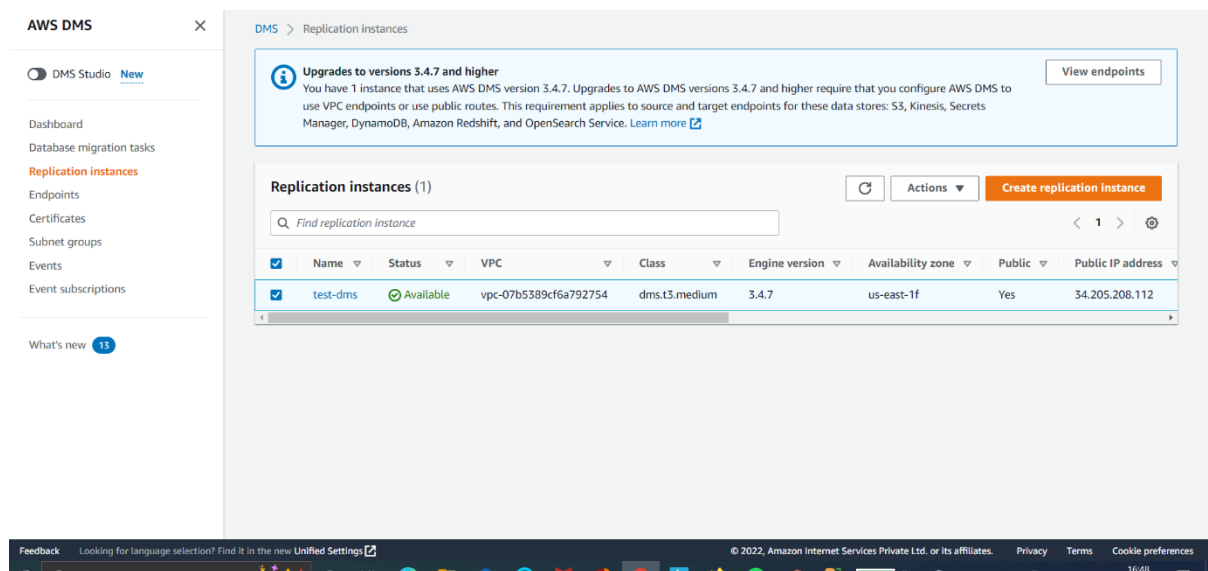 AWS DMS
DMS Studio New
Dashboard
Database migration tasks
Replication instances
Endpoints
Certificates
Subnet groups
Events
Event subscriptions
What's new 13
DMS > Replication instances
Upgrades to versions 3.4.7 and higher
You have 1 instance that uses AWS DMS version 3.4.7. Upgrades to AWS DMS versions 3.4.7 and higher require that you configure AWS DMS to
use VPC endpoints or use public routes. This requirement applies to source and target endpoints for these data stores: S3, Kinesis, Secrets
Manager, DynamoDB, Amazon Redshift, and OpenSearch Service. Learn more
View endpoints
Replication instances (1)
Actions
Create replication instance
Find replication instance
< 1 >
Name Status VPC Class Engine version Availability zone Public Public IP address
test-dms Available vpc-07b5389cf6a792754 dms.t3.medium 3.4.7 us-east-1f Yes 34.205.208.112
Feedback Looking for language selection? Find it in the new Unified Settings © 2022, Amazon Internet Services Private Ltd. or its affiliates. Privacy Terms Cookie preferences
16:48